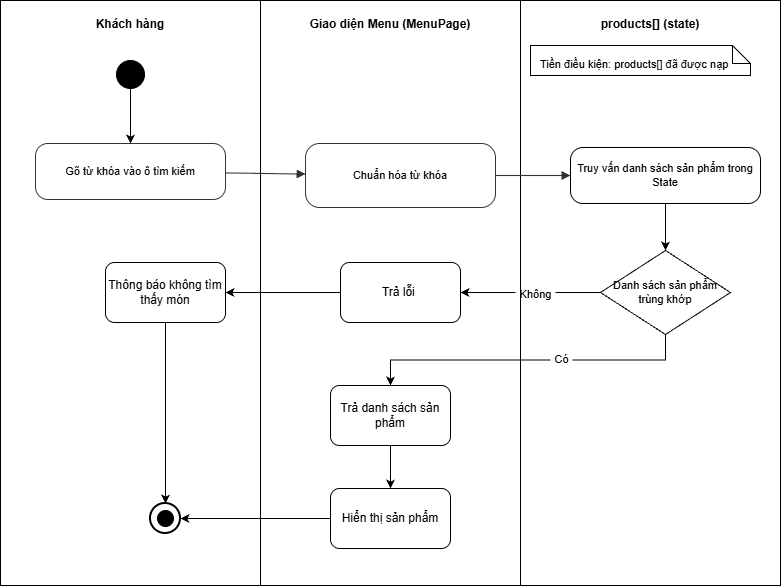 Khách hàng
Giao diện Menu (MenuPage)
products[] (state)
Tiền điều kiện: products[] đã được nạp
Gõ từ khóa vào ô tìm kiếm
Chuẩn hóa từ khóa
Truy vấn danh sách sản phẩm trong
State
Thông báo không tìm
thấy món
Trả lỗi
Không
Danh sách sản phẩm
trùng khớp
Có
Trả danh sách sản
phẩm
Hiển thị sản phẩm